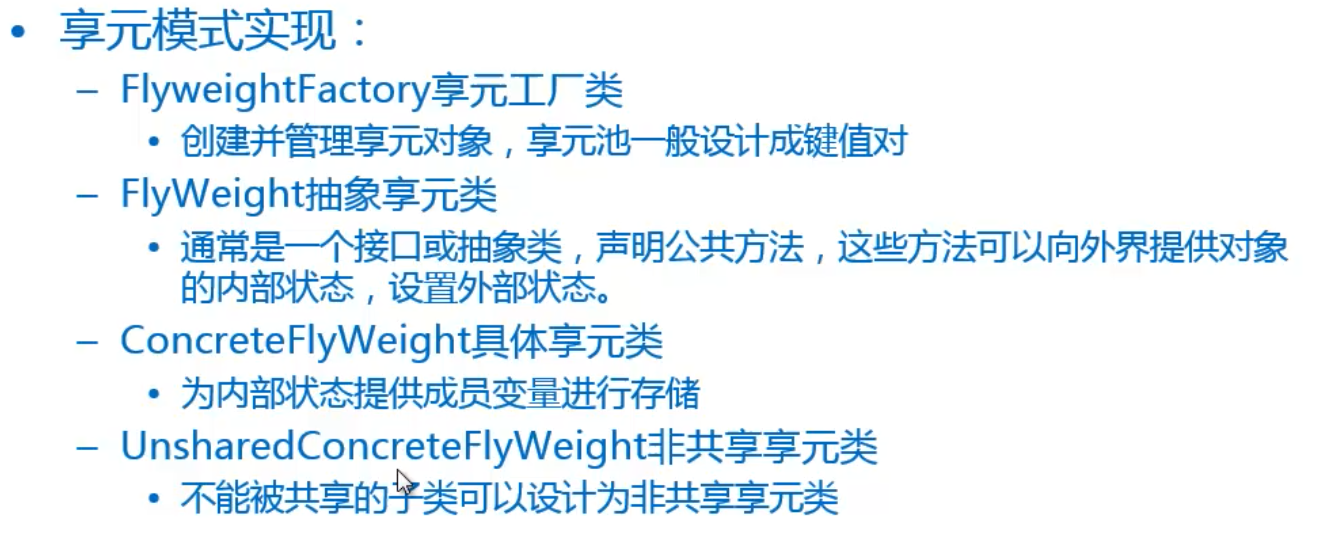 • 享元模式实现：
– FlyweightFactory享元工厂类
• 创建并管理享元对象，享元池一般设计成键值对
– FlyWeight抽象享元类
• 通常是一个接口或抽象类，声明公共方法，这些方法可以向外界提供对象
的内部状态，设置外部状态。
– ConcreteFlyWeight具体享元类
• 为内部状态提供成员变量进行存储
– UnsharedConcreteFlyWeight非共享享元类
• 不能被共享的子类可以设计为非共享享元类